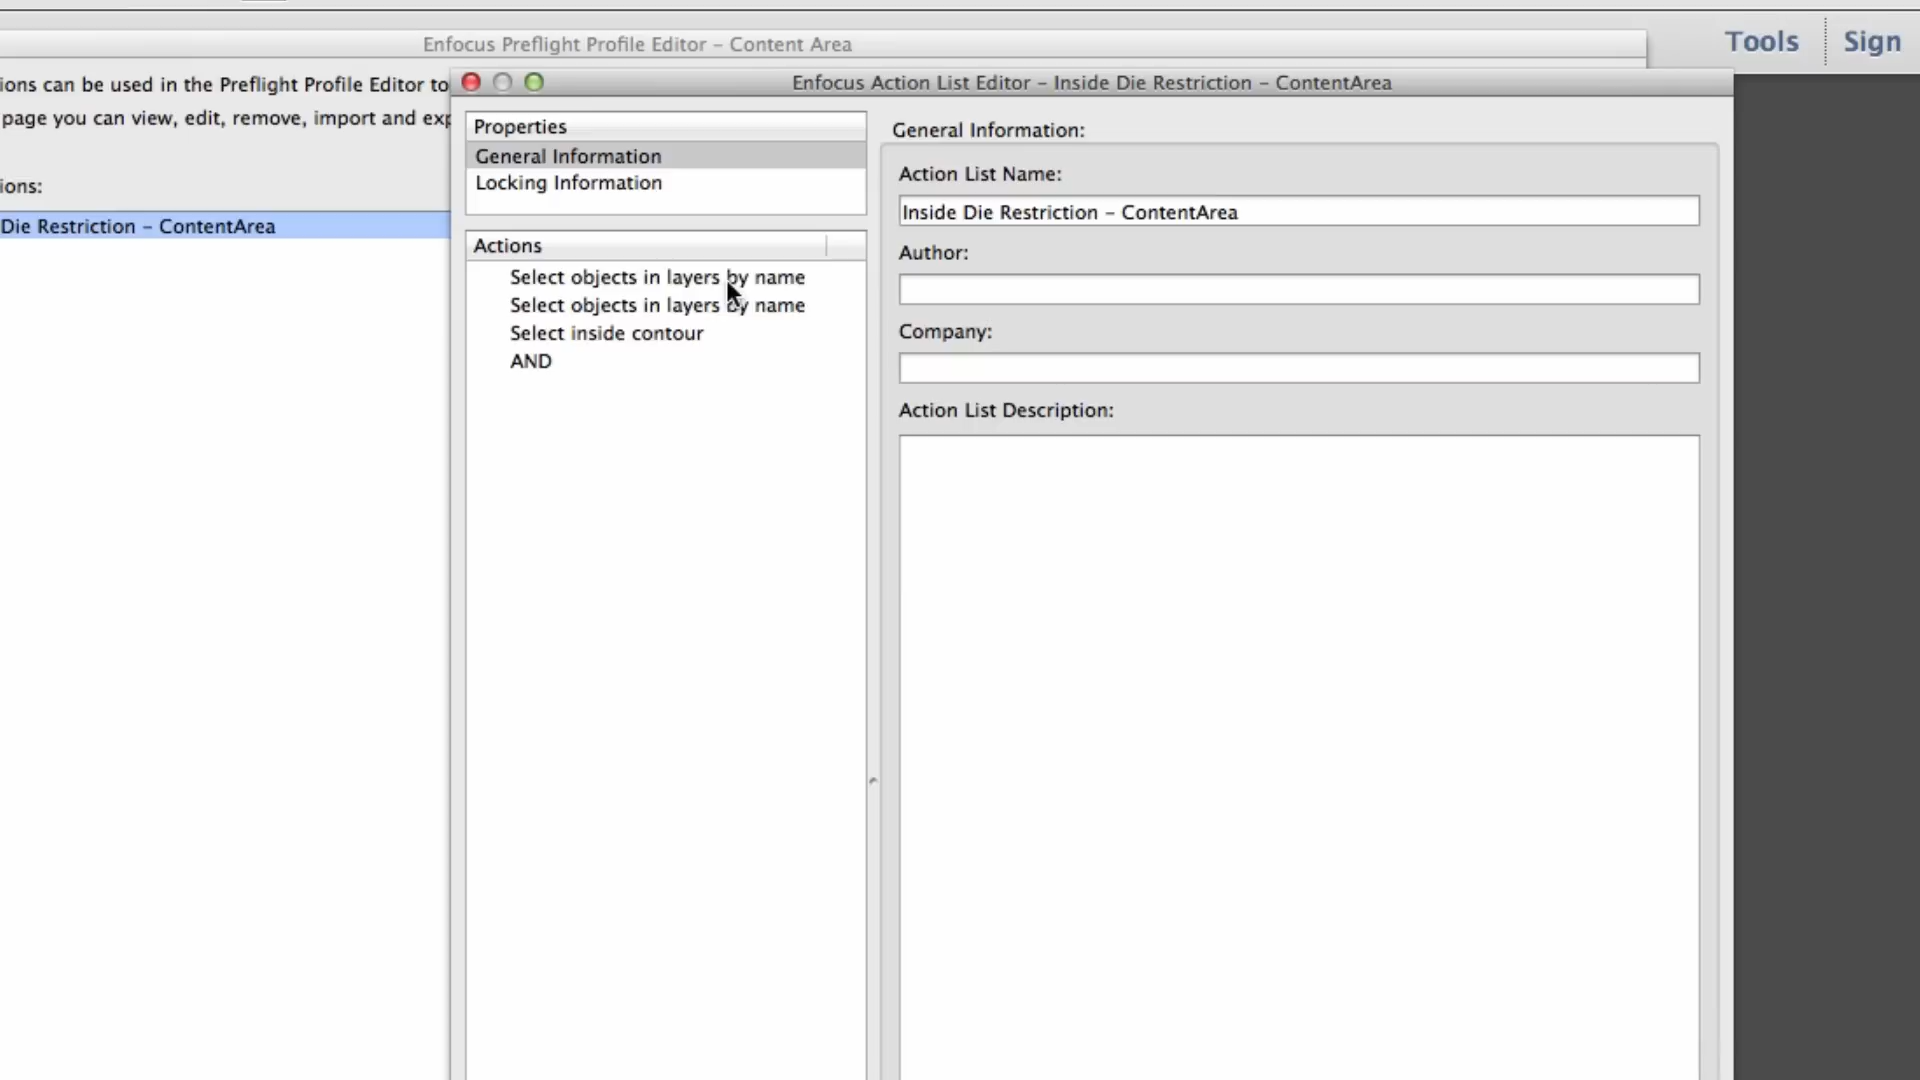 Tools
Sign
Enfocus Preflight Profile Editor – Content Area
ions can be used in the Preflight Profile Editor to
page you can view, edit, remove, import and exp
ions:
Die Restriction – ContentArea
Enfocus Action List Editor – Inside Die Restriction – ContentArea
Properties
General Information
Locking Information
Actions
Select objects in layers by name
Select objects in layers by name
Select inside contour
AND
General Information:
Action List Name:
Inside Die Restriction – ContentArea
Author:
Company:
Action List Description: